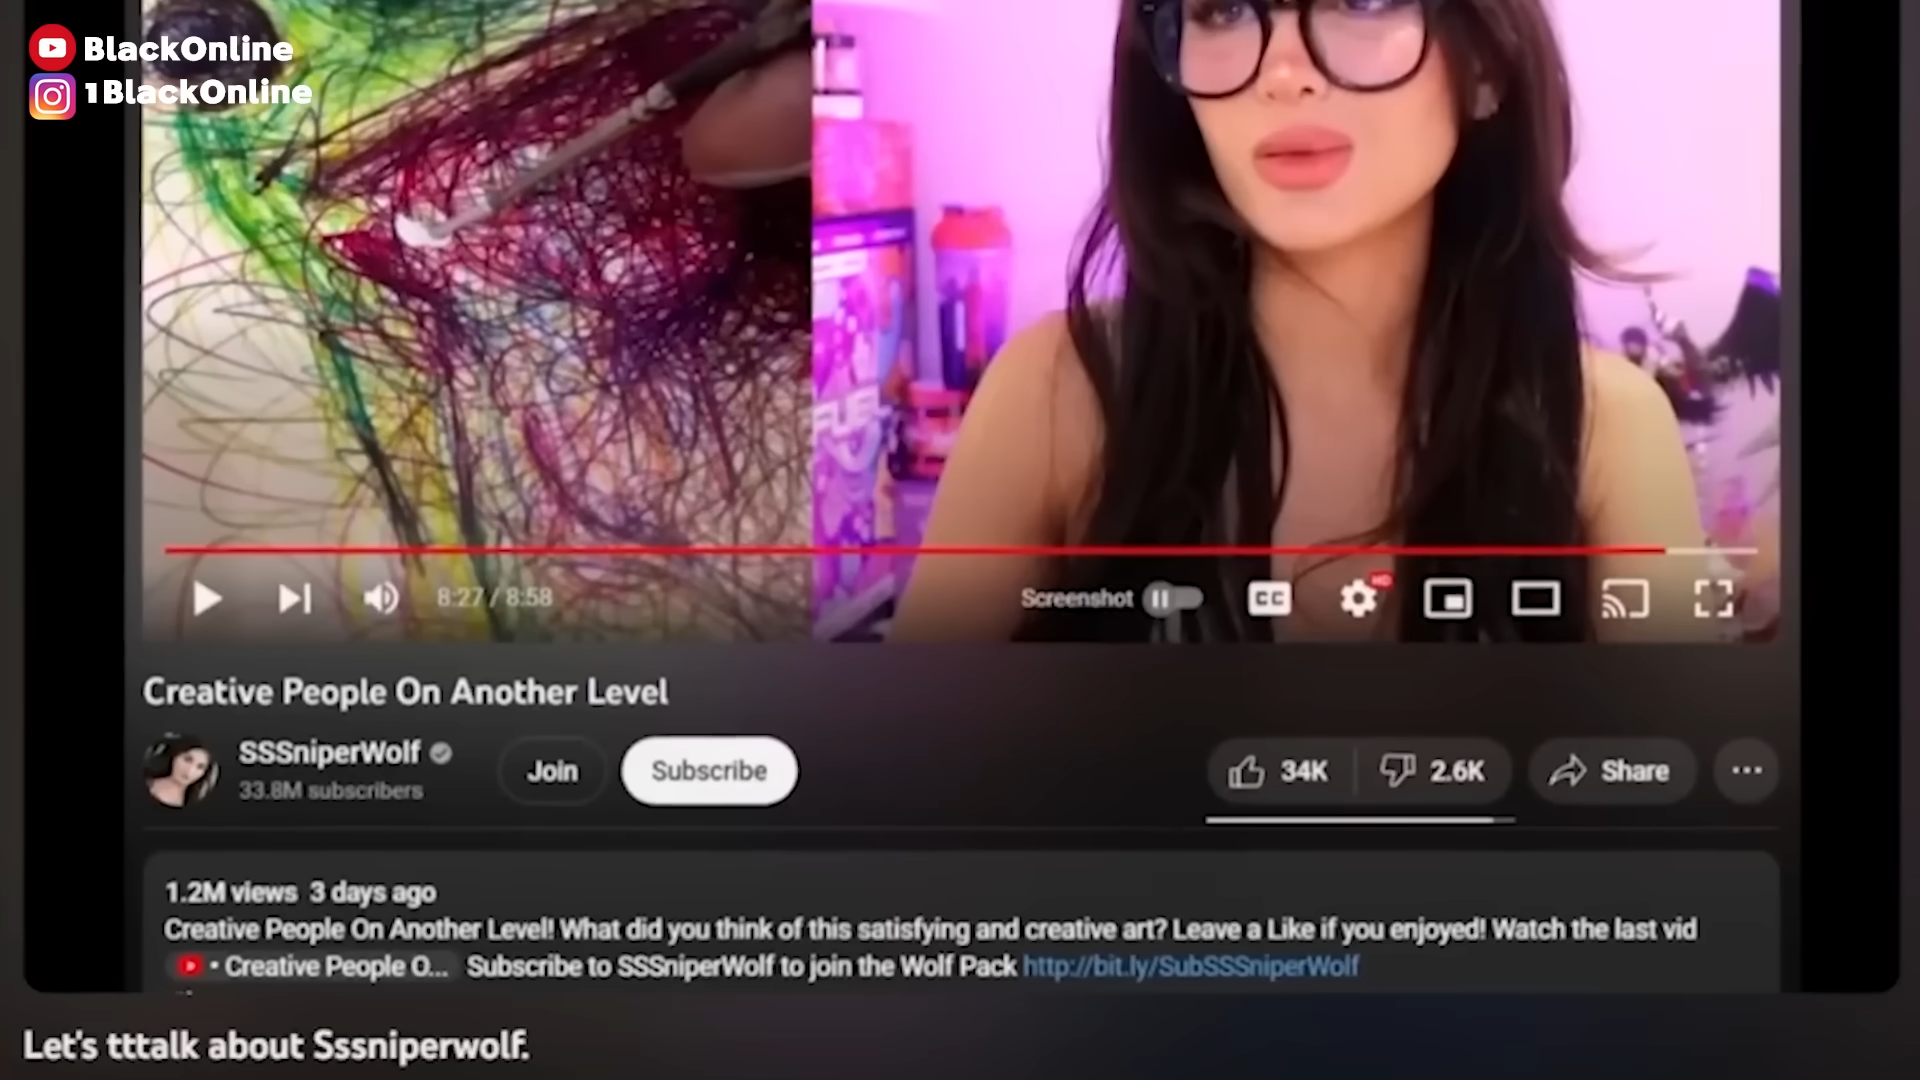 BlackOnline
1BlackOnline
FUEL
8:27 / 8:58
Screenshot
CC
HD
Creative People On Another Level
SSSniperWolf
33.8M subscribers
Join
Subscribe
34K
2.6K
Share
1.2M views 3 days ago
Creative People On Another Level! What did you think of this satisfying and creative art? Leave a Like if you enjoyed! Watch the last vid
• Creative People O... Subscribe to SSSniperWolf to join the Wolf Pack http://bit.ly/SubSSSniperWolf
Let's tttalk about Sssniperwolf.